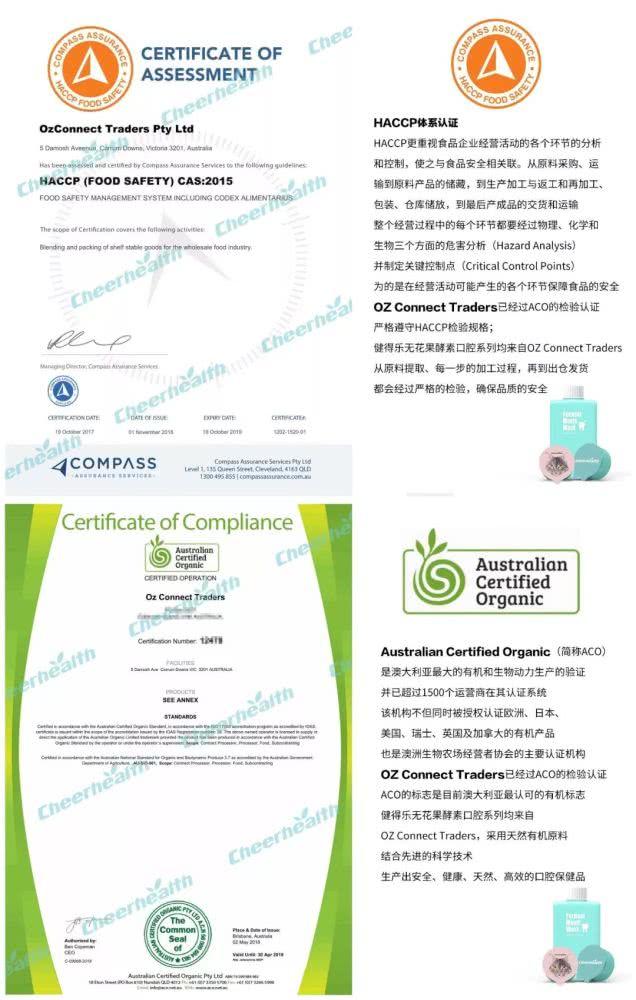 COMPASS ASSURANCE
HACCP FOOD SAFETY
CERTIFICATE OF
ASSESSMENT
OzConnect Traders Pty Ltd
5 Damosh Aveenue, Carrum Downs, Victoria 3201, Australia
Has been assessed and certified by Compass Assurance Services to the following guidelines:
HACCP (FOOD SAFETY) CAS:2015
FOOD SAFETY MANAGEMENT SYSTEM INCLUDING CODEX ALIMENTARIUS
The scope of Certification covers the following activities:
Blending and packing of shelf stable goods for the wholesale food industry.
Managing Director, Compass Assurance Services
CERTIFICATION DATE: DATE OF ISSUE: EXPIRY DATE: CERTIFICATE#:
19 October 2017 01 November 2018 18 October 2019 1202-1520-01
COMPASS
ASSURANCE SERVICES
Compass Assurance Services Pty Ltd
Level 1, 135 Queen Street, Cleveland, 4163 QLD
1300 495 855 | compassassurance.com.au
Cheerhealth
COMPASS ASSURANCE
HACCP FOOD SAFETY
HACCP体系认证
HACCP更重视食品企业经营活动的各个环节的分析
和控制，使之与食品安全相关联。从原料采购、运
输到原料产品的储藏，到生产加工与返工和再加工、
包装、仓库储放，到最后产成品的交货和运输
整个经营过程中的每个环节都要经过物理、化学和
生物三个方面的危害分析（Hazard Analysis）
并制定关键控制点（Critical Control Points）
为的是在经营活动可能产生的各个环节保障食品的安全
OZ Connect Traders已经过ACO的检验认证
严格遵守HACCP检验规格；
健得乐无花果酵素口腔系列均来自OZ Connect Traders
从原料提取、每一步的加工过程，再到出仓发货
都会经过严格的检验，确保品质的安全
Certificate of Compliance
Australian
Certified
Organic
CERTIFIED OPERATION
Oz Connect Traders
Certification Number:
FACILITIES
5 Damosh Ave Carrum Downs VIC 3201 AUSTRALIA
PRODUCTS
SEE ANNEX
STANDARDS
The
Common
Seal
of
Authorised by:
Ben Copeman
CEO
Place & Date of Issue:
Brisbane, Australia
02 May 2018
Valid Until: 30 Apr 2019
Australian Certified Organic Pty Ltd
Australian
Certified
Organic
Australian Certified Organic（简称ACO）
是澳大利亚最大的有机和生物动力生产的验证
并已超过1500个运营商在其认证系统
该机构不但同时被授权认证欧洲、日本、
美国、瑞士、英国及加拿大的有机产品
也是澳洲生物农场经营者协会的主要认证机构
OZ Connect Traders已经过ACO的检验认证
ACO的标志是目前澳大利亚最认可的有机标志
健得乐无花果酵素口腔系列均来自
OZ Connect Traders，采用天然有机原料
结合先进的科学技术
生产出安全、健康、天然、高效的口腔保健品